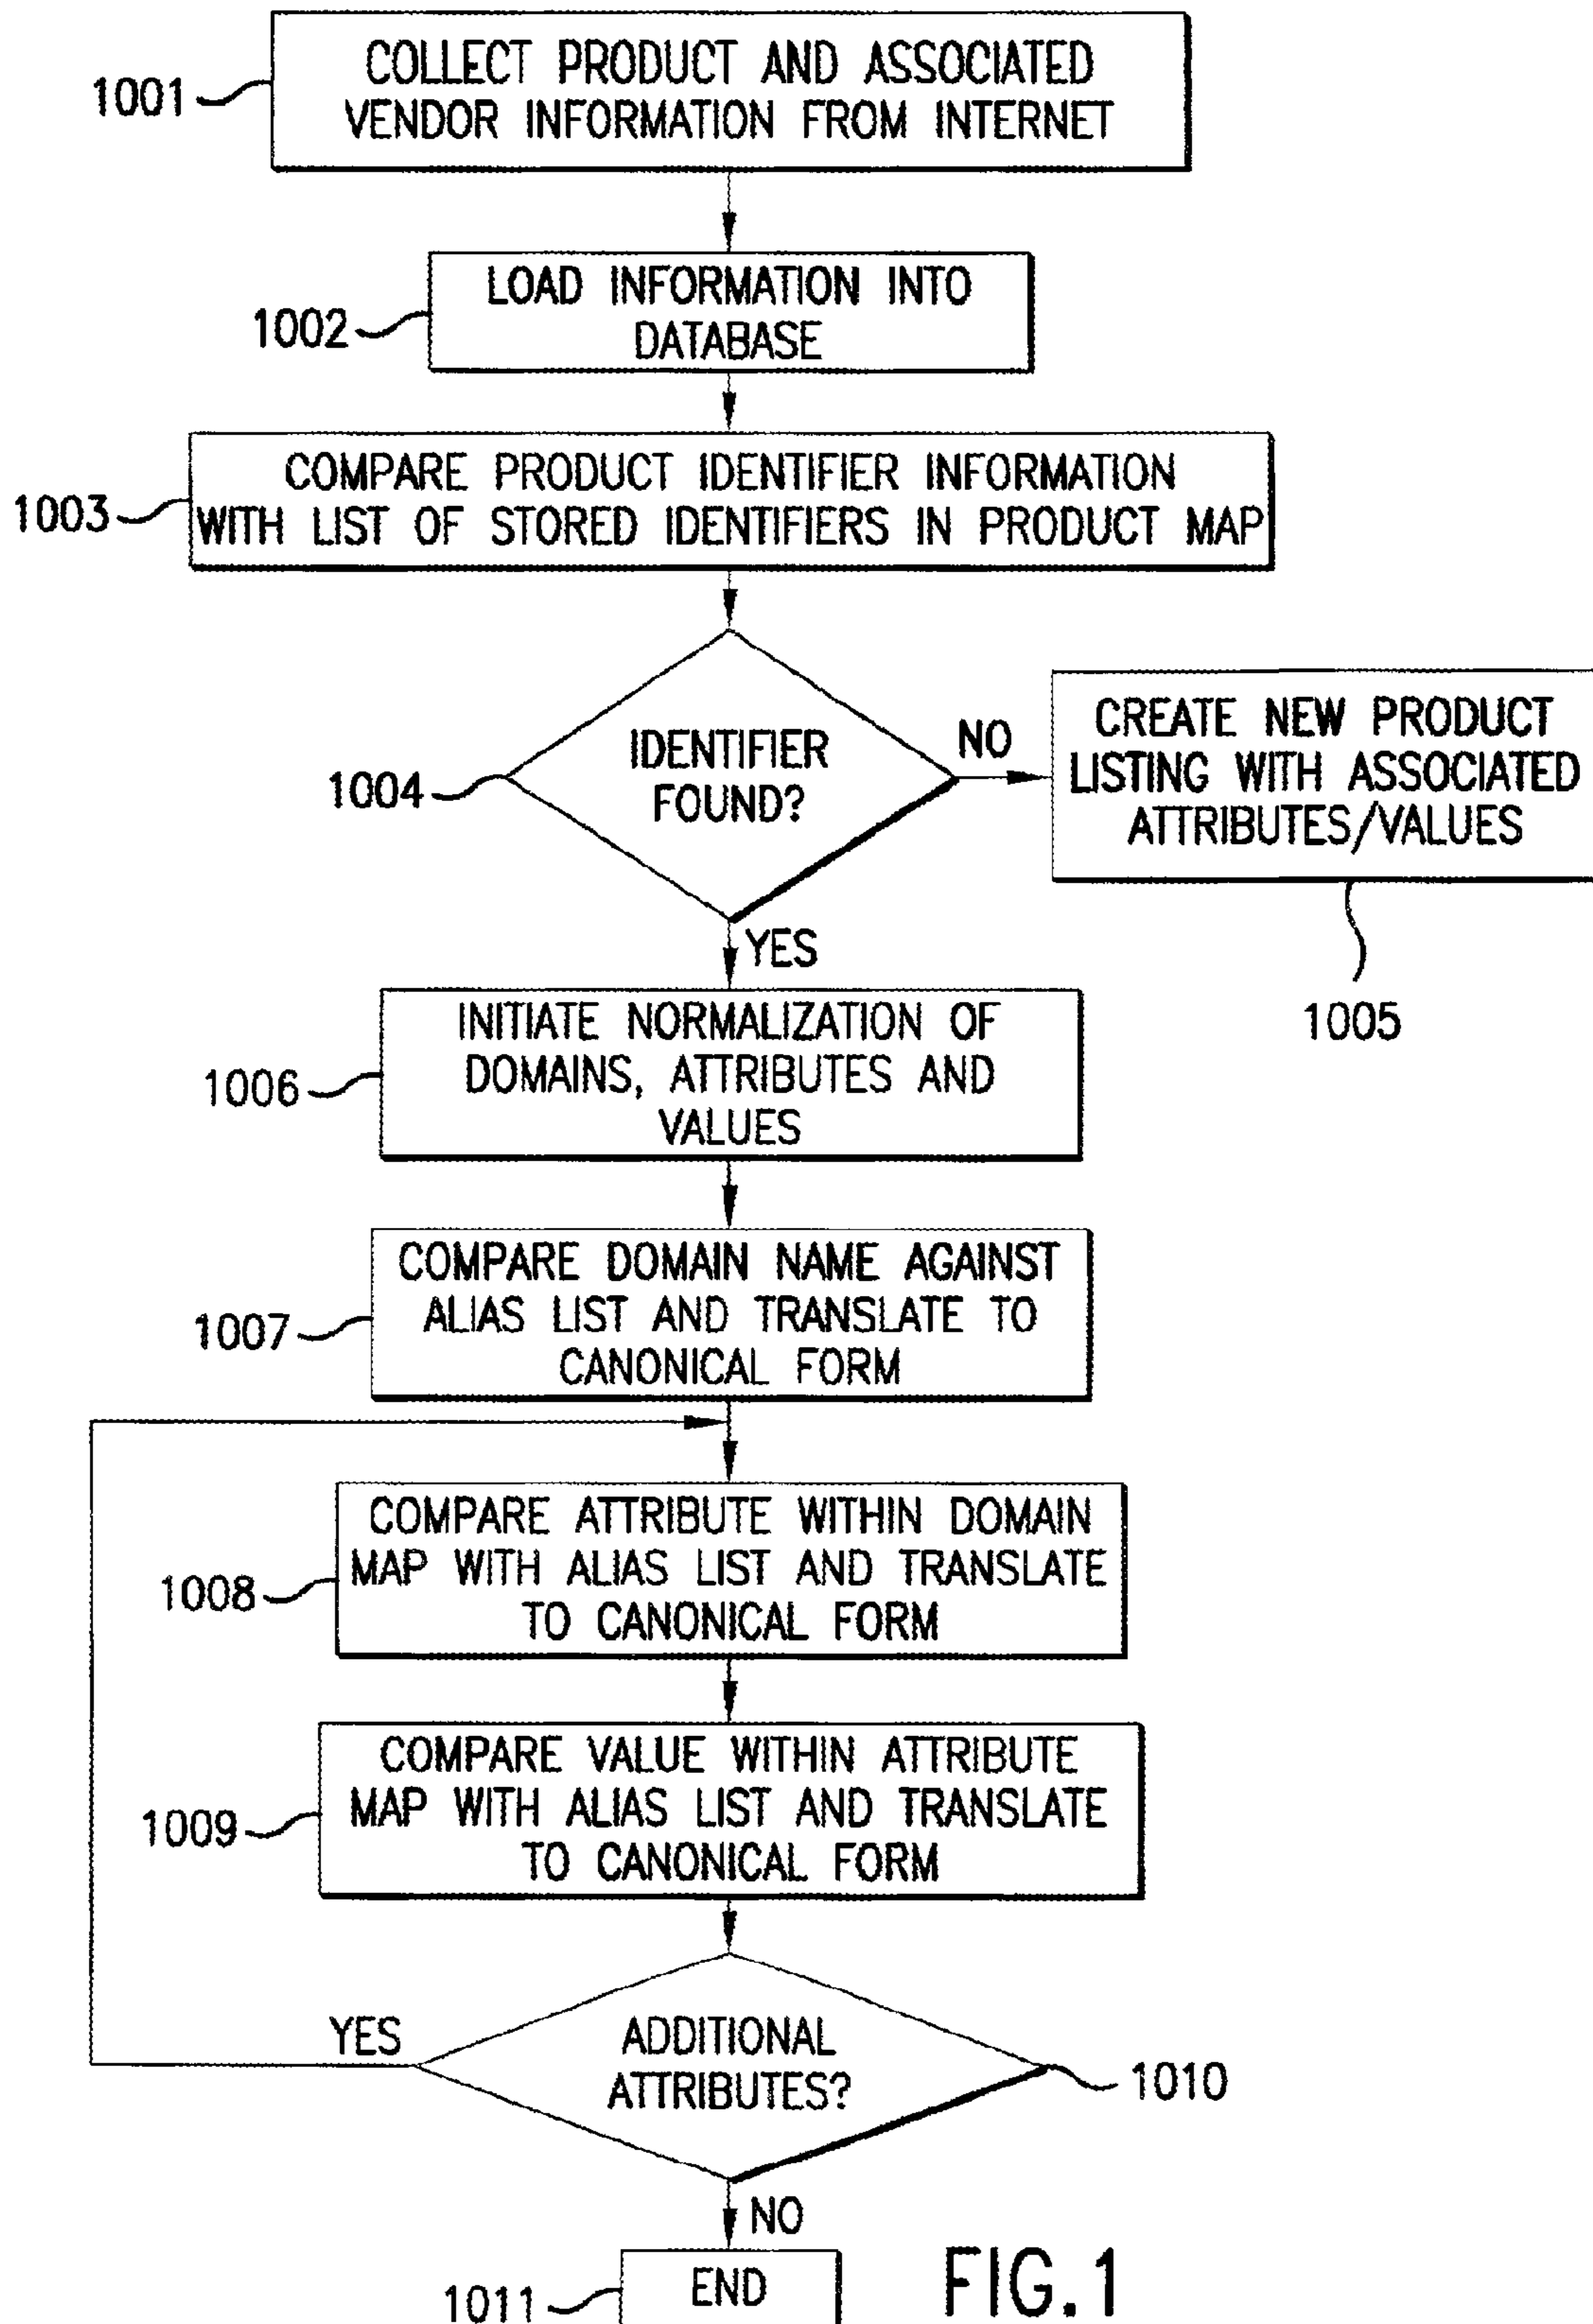 COLLECT PRODUCT AND ASSOCIATED
VENDOR INFORMATION FROM INTERNET
1001
LOAD INFORMATION INTO
DATABASE
1002
COMPARE PRODUCT IDENTIFIER INFORMATION
WITH LIST OF STORED IDENTIFIERS IN PRODUCT MAP
1003
IDENTIFIER
FOUND?
1004
NO
CREATE NEW PRODUCT
LISTING WITH ASSOCIATED
ATTRIBUTES/VALUES
1005
YES
INITIATE NORMALIZATION OF
DOMAINS, ATTRIBUTES AND
VALUES
1006
COMPARE DOMAIN NAME AGAINST
ALIAS LIST AND TRANSLATE TO
CANONICAL FORM
1007
COMPARE ATTRIBUTE WITHIN DOMAIN
MAP WITH ALIAS LIST AND TRANSLATE
TO CANONICAL FORM
1008
COMPARE VALUE WITHIN ATTRIBUTE
MAP WITH ALIAS LIST AND TRANSLATE
TO CANONICAL FORM
1009
YES
ADDITIONAL
ATTRIBUTES?
1010
NO
END
1011
FIG.1